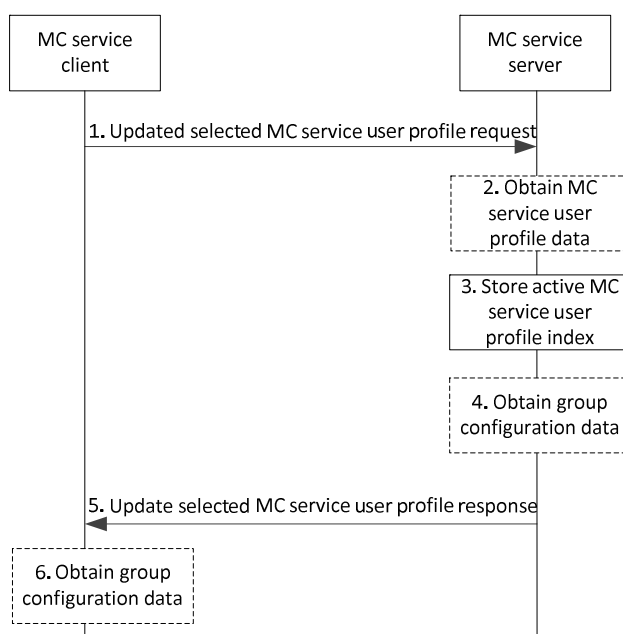 MC service
client
MC service
server
1. Updated selected MC service user profile request
2. Obtain MC
service user
profile data
3. Store active MC
service user
profile index
4. Obtain group
configuration data
5. Update selected MC service user profile response
6. Obtain group
configuration data